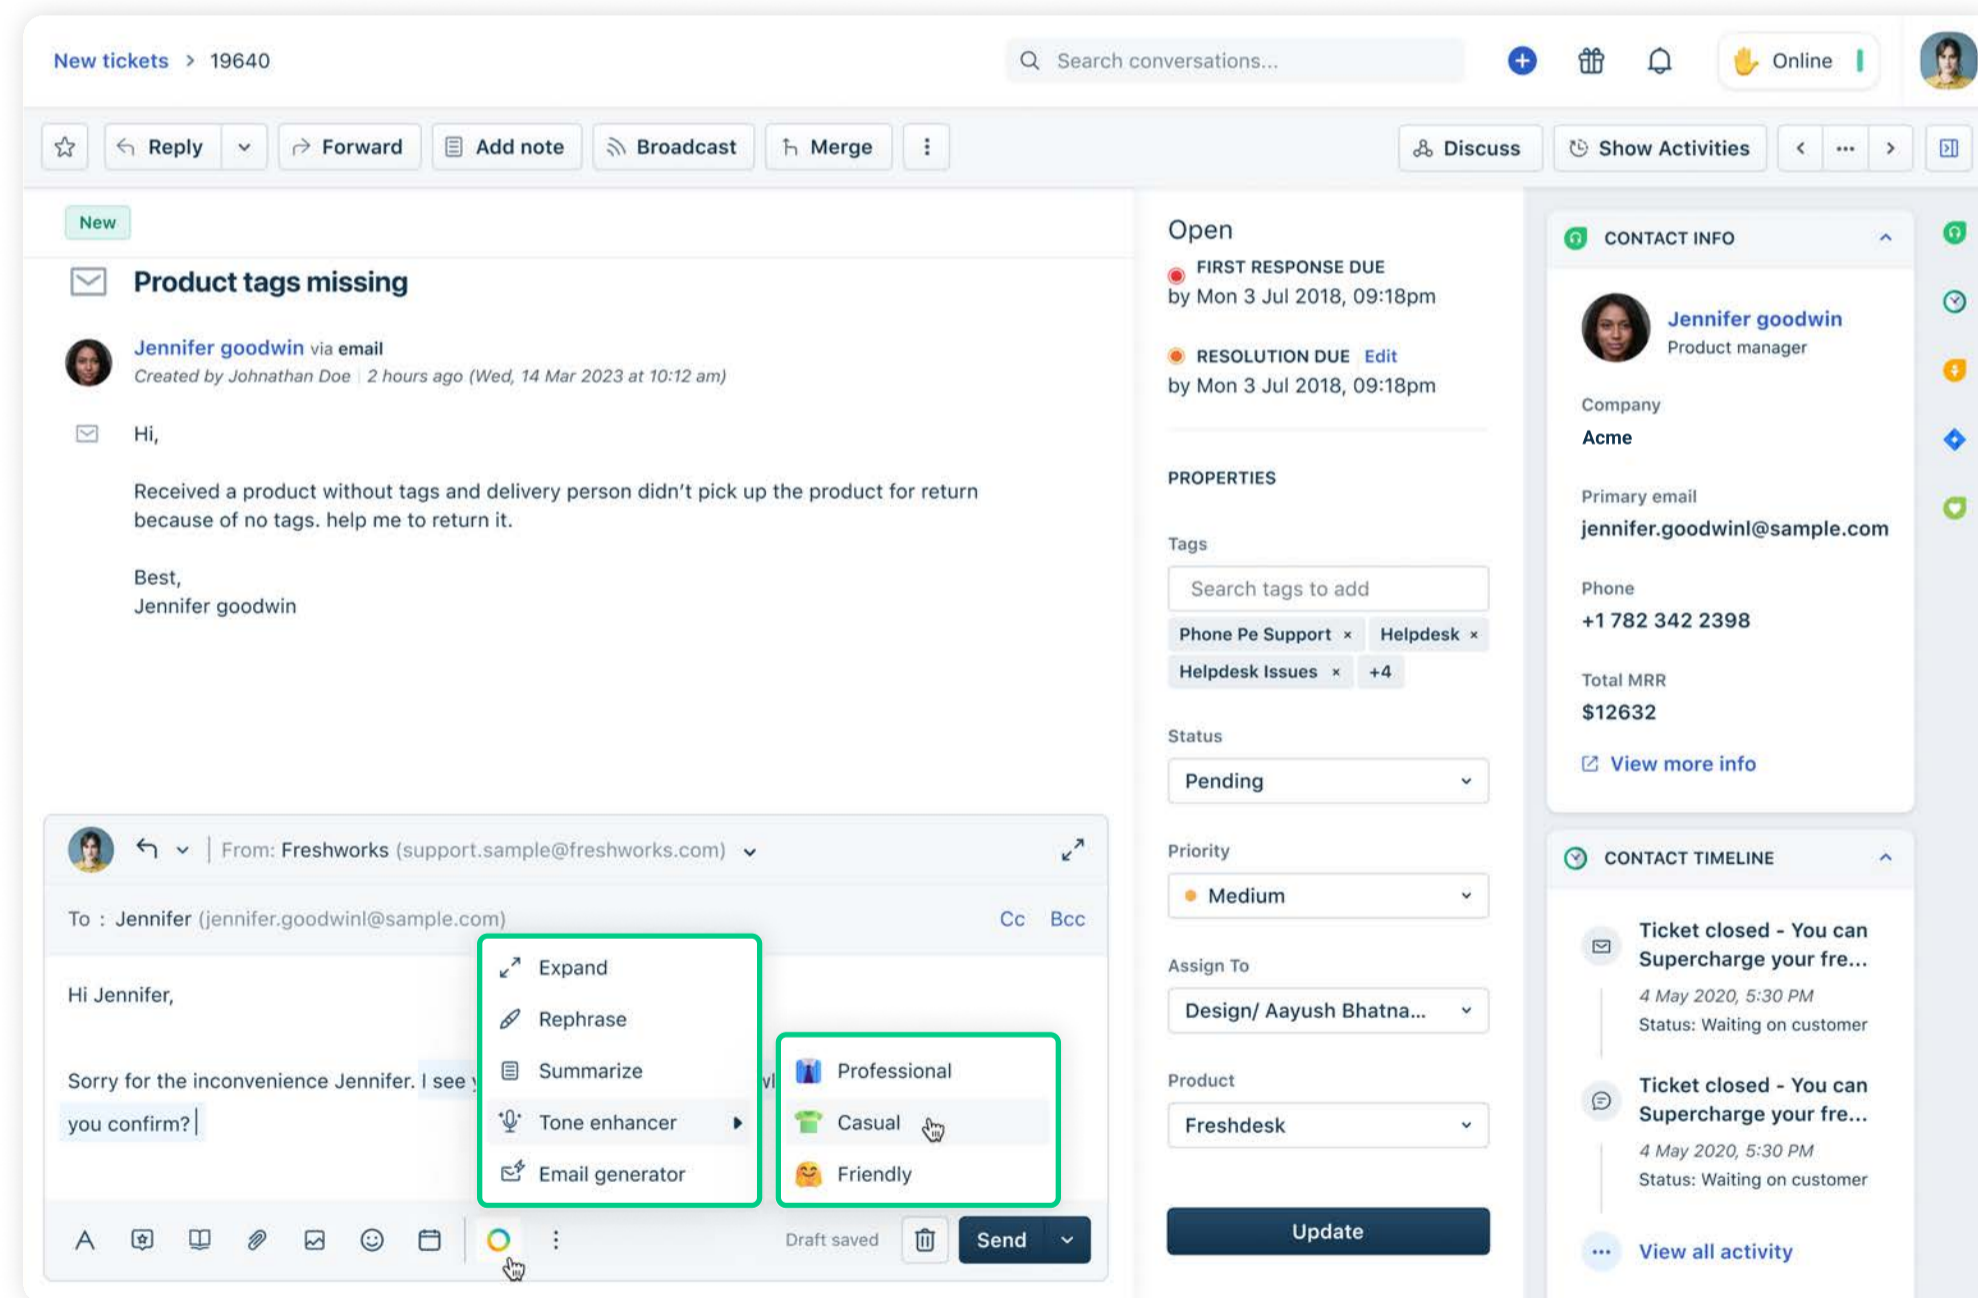 New tickets > 19640
Search conversations...
Online
Reply
Forward
Add note
Broadcast
Merge
Discuss
Show Activities
New
Product tags missing
Jennifer goodwin via email
Created by Johnathan Doe | 2 hours ago (Wed, 14 Mar 2023 at 10:12 am)
Hi,
Received a product without tags and delivery person didn't pick up the product for return
because of no tags. help me to return it.
Best,
Jennifer goodwin
From: Freshworks (support.sample@freshworks.com)
To : Jennifer (jennifer.goodwinl@sample.com)
Cc Bcc
Hi Jennifer,
Sorry for the inconvenience Jennifer. I see
you confirm?
Expand
Rephrase
Summarize
Tone enhancer
Email generator
Professional
Casual
Friendly
Draft saved
Send
Open
FIRST RESPONSE DUE
by Mon 3 Jul 2018, 09:18pm
RESOLUTION DUE Edit
by Mon 3 Jul 2018, 09:18pm
PROPERTIES
Tags
Search tags to add
Phone Pe Support × Helpdesk ×
Helpdesk Issues × +4
Status
Pending
Priority
Medium
Assign To
Design/ Aayush Bhatna...
Product
Freshdesk
Update
CONTACT INFO
Jennifer goodwin
Product manager
Company
Acme
Primary email
jennifer.goodwinl@sample.com
Phone
+1 782 342 2398
Total MRR
$12632
View more info
CONTACT TIMELINE
Ticket closed - You can
Supercharge your fre...
4 May 2020, 5:30 PM
Status: Waiting on customer
Ticket closed - You can
Supercharge your fre...
4 May 2020, 5:30 PM
Status: Waiting on customer
View all activity